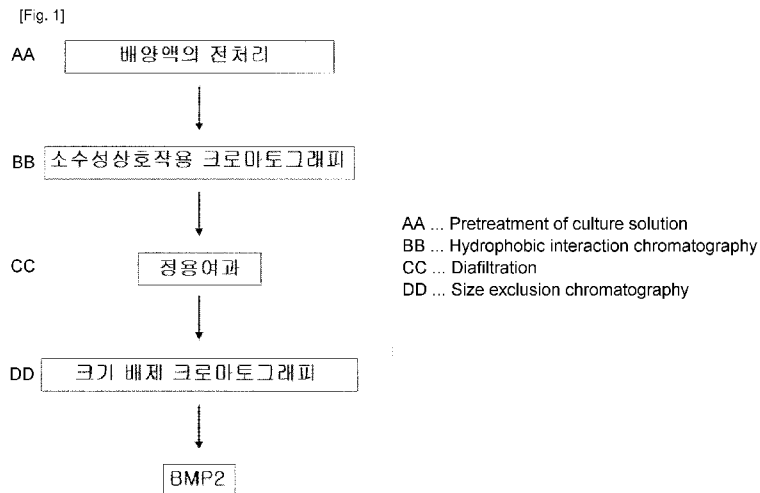 [Fig. 1]
AA 배양액의 전처리
BB 소수성상호작용 크로마토그래피
CC 정용여과
DD 크기 배제 크로마토그래피
BMP2
AA ... Pretreatment of culture solution
BB ... Hydrophobic interaction chromatography
CC ... Diafiltration
DD ... Size exclusion chromatography